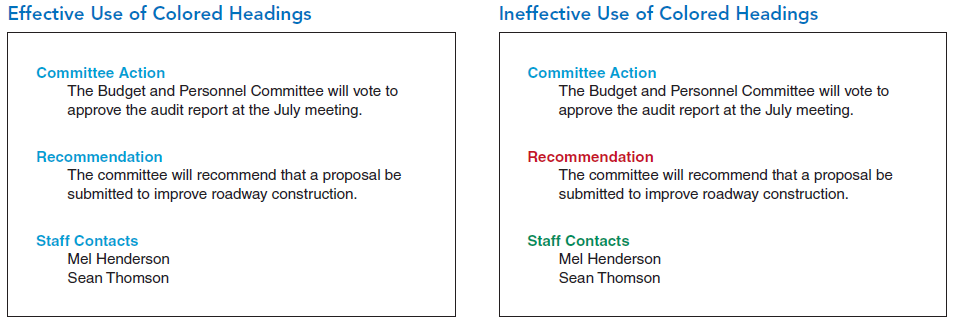 Effective Use of Colored Headings
Committee Action
The Budget and Personnel Committee will vote to
approve the audit report at the July meeting.
Recommendation
The committee will recommend that a proposal be
submitted to improve roadway construction.
Staff Contacts
Mel Henderson
Sean Thomson
Ineffective Use of Colored Headings
Committee Action
The Budget and Personnel Committee will vote to
approve the audit report at the July meeting.
Recommendation
The committee will recommend that a proposal be
submitted to improve roadway construction.
Staff Contacts
Mel Henderson
Sean Thomson